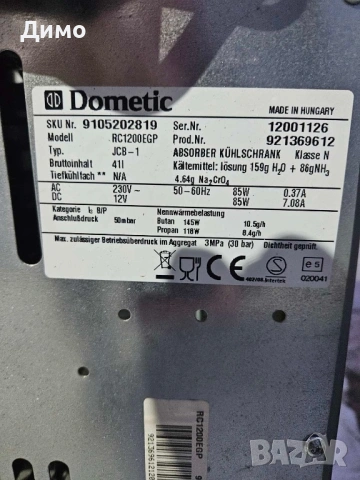 Димо
Dometic
MADE IN HUNGARY
SKU Nr. 9105202819 Ser.Nr. 12001126
Modell RC1200EGP Prod.Nr. 921369612
Typ. JCB-1 ABSORBER KÜHLSCHRANK Klasse N
Bruttoinhalt 41l Kältemittel: lösung 159g H₂O + 86gNH₃
Tiefkühlfach ** N/A 4.64g Na₂CrO₄
AC 230V~ 50-60Hz 85W 0.37A
DC 12V 85W 7.08A
Kategorie I₃ B/P Nennswärmebelastung
Anschlußdruck 50mbar Butan 145W 10.5g/h
Propan 118W 8.4g/h
Max. zulässiger Betriebsüberdruck im Aggregat 3MPa (30 bar) Dichtheit geprüft
CE
Intertek
e5
020041
RC1200EGP
BAZAR